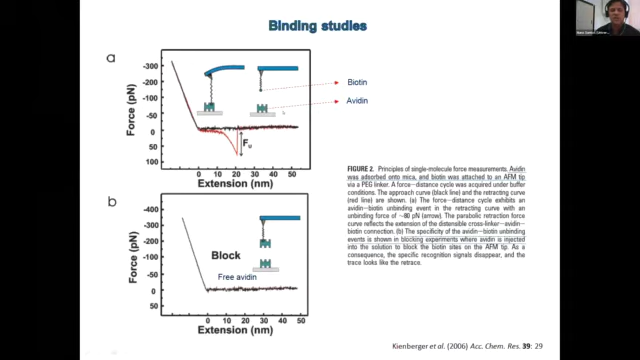 Binding studies
a
-300
-200
-100
-50
0
50
100
Force (pN)
Fu
0 10 20 30 40 50
Extension (nm)
Biotin
Avidin
b
-400
-300
-200
-100
-50
0
50
Force (pN)
Block
Free avidin
0 10 20 30 40 50
Extension (nm)
FIGURE 2. Principles of single-molecule force measurements. Avidin
was adsorbed onto mica, and biotin was attached to an AFM tip
via a PEG linker. A force–distance cycle was acquired under buffer
conditions. The approach curve (black line) and the retracting curve
(red line) are shown. (a) The force–distance cycle exhibits an
avidin–biotin unbinding event in the retracting curve with an
unbinding force of ~80 pN (arrow). The parabolic retraction force
curve reflects the extension of the distensible cross-linker–avidin–
biotin connection. (b) The specificity of the avidin–biotin unbinding
events is shown in blocking experiments where avidin is injected
into the solution to block the biotin sites on the AFM tip. As a
consequence, the specific recognition signals disappear, and the
trace looks like the retrace.
Kienberger et al. (2006) Acc. Chem. Res. 39: 29